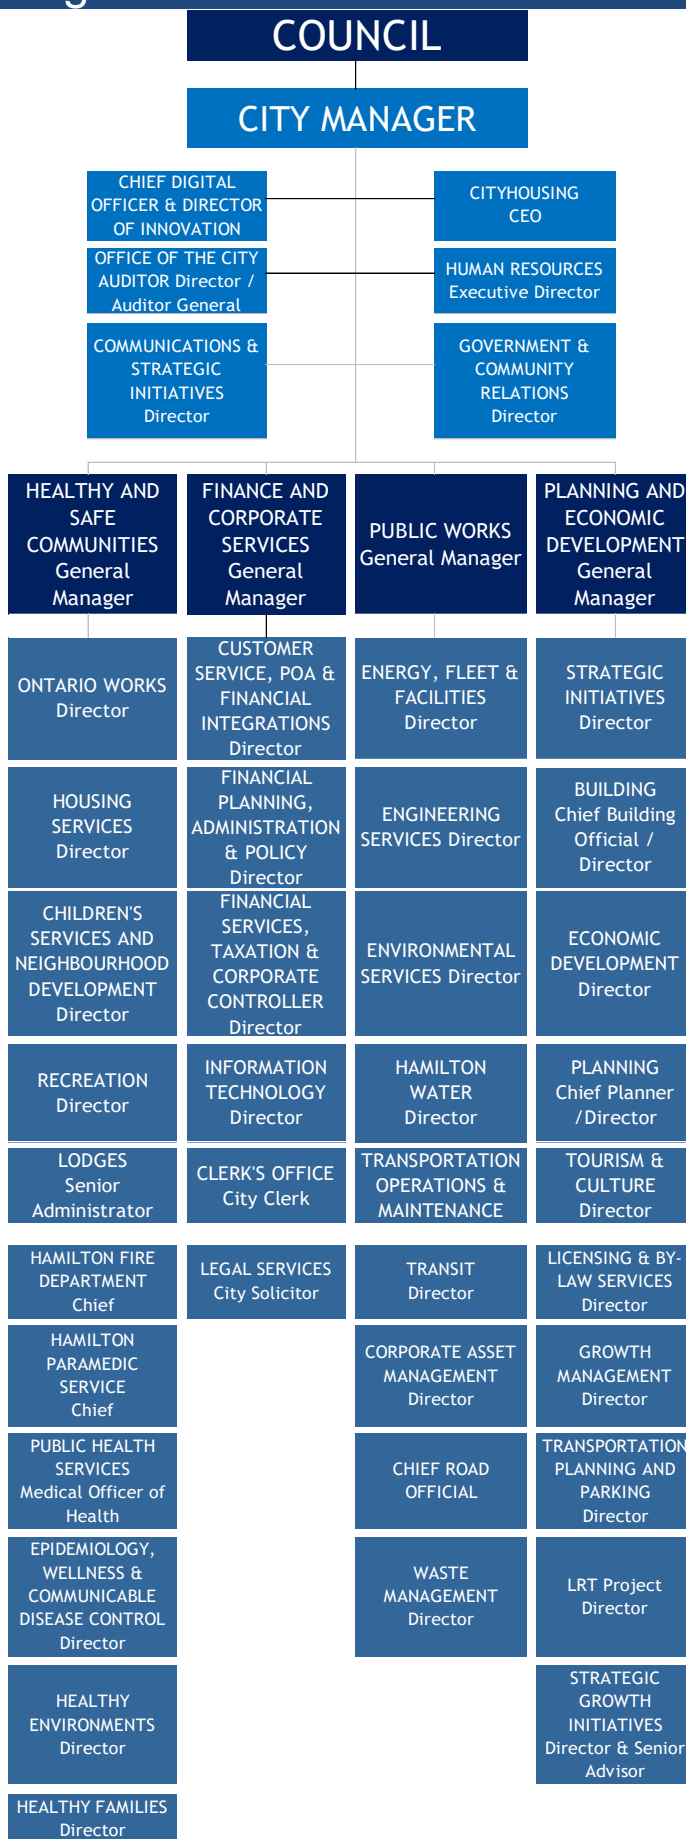 COUNCIL
CITY MANAGER
CHIEF DIGITAL
OFFICER & DIRECTOR
OF INNOVATION
CITYHOUSING
CEO
OFFICE OF THE CITY
AUDITOR Director /
Auditor General
HUMAN RESOURCES
Executive Director
COMMUNICATIONS &
STRATEGIC
INITIATIVES
Director
GOVERNMENT &
COMMUNITY
RELATIONS
Director
HEALTHY AND
SAFE
COMMUNITIES
General
Manager
FINANCE AND
CORPORATE
SERVICES
General
Manager
PUBLIC WORKS
General Manager
PLANNING AND
ECONOMIC
DEVELOPMENT
General
Manager
ONTARIO WORKS
Director
CUSTOMER
SERVICE, POA &
FINANCIAL
INTEGRATIONS
Director
ENERGY, FLEET &
FACILITIES
Director
STRATEGIC
INITIATIVES
Director
HOUSING
SERVICES
Director
FINANCIAL
PLANNING,
ADMINISTRATION
& POLICY
Director
ENGINEERING
SERVICES Director
BUILDING
Chief Building
Official /
Director
CHILDREN'S
SERVICES AND
NEIGHBOURHOOD
DEVELOPMENT
Director
FINANCIAL
SERVICES,
TAXATION &
CORPORATE
CONTROLLER
Director
ENVIRONMENTAL
SERVICES Director
ECONOMIC
DEVELOPMENT
Director
RECREATION
Director
INFORMATION
TECHNOLOGY
Director
HAMILTON
WATER
Director
PLANNING
Chief Planner
/Director
LODGES
Senior
Administrator
CLERK'S OFFICE
City Clerk
TRANSPORTATION
OPERATIONS &
MAINTENANCE
TOURISM &
CULTURE
Director
HAMILTON FIRE
DEPARTMENT
Chief
LEGAL SERVICES
City Solicitor
TRANSIT
Director
LICENSING & BY-
LAW SERVICES
Director
HAMILTON
PARAMEDIC
SERVICE
Chief
CORPORATE ASSET
MANAGEMENT
Director
GROWTH
MANAGEMENT
Director
PUBLIC HEALTH
SERVICES
Medical Officer of
Health
CHIEF ROAD
OFFICIAL
TRANSPORTATION
PLANNING AND
PARKING
Director
EPIDEMIOLOGY,
WELLNESS &
COMMUNICABLE
DISEASE CONTROL
Director
WASTE
MANAGEMENT
Director
LRT Project
Director
HEALTHY
ENVIRONMENTS
Director
STRATEGIC
GROWTH
INITIATIVES
Director & Senior
Advisor
HEALTHY FAMILIES
Director